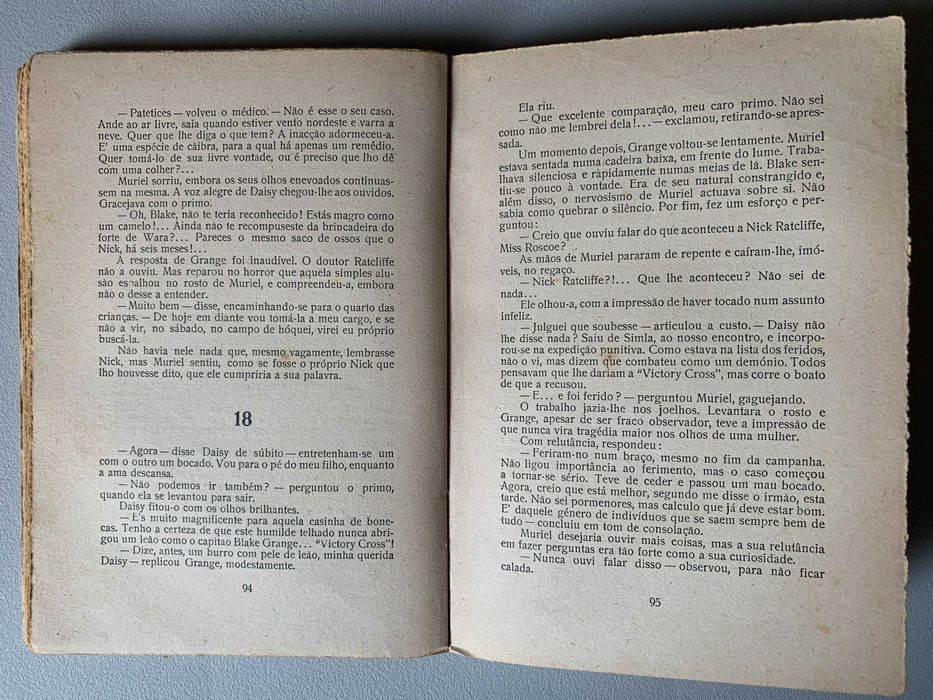 — Patetices — volveu o médico. — Não é esse o seu caso.
Ande ao ar livre, saia quando estiver vento nordeste e varra a
neve. Quer que lhe diga o que tem? A inacção adormeceu-a.
E' uma espécie de cãibra, para a qual há apenas um remédio.
Quer tomá-lo de sua livre vontade, ou é preciso que lho dê
com uma colher?...
Muriel sorriu, embora os seus olhos enevoados continuas-
sem na mesma. A voz alegre de Daisy chegou-lhe aos ouvidos.
Gracejava com o primo.
— Oh, Blake, não te teria reconhecido! Estás magro como
um camelo!... Ainda não te recompuseste da brincadeira do
forte de Wara?... Pareces o mesmo saco de ossos que o
Nick, há seis meses!...
A resposta de Grange foi inaudível. O doutor Ratcliffe
não a ouviu. Mas reparou no horror que aquela simples alu-
são espalhou no rosto de Muriel, e compreendeu-a, embora
não o desse a entender.
— Muito bem — disse, encaminhando-se para o quarto das
crianças. — De hoje em diante vou tomá-la a meu cargo, e se
não a vir, no sábado, no campo de hóquei, virei eu próprio
buscá-la.
Não havia nele nada que, mesmo vagamente, lembrasse
Nick, mas Muriel sentiu, como se fosse o próprio Nick que
lho houvesse dito, que ele cumpriria a sua palavra.
18
— Agora — disse Daisy de súbito — entretenham-se um
com o outro um bocado. Vou para o pé do meu filho, enquanto
a ama descansa.
— Não podemos ir também? — perguntou o primo,
quando ela se levantou para sair.
Daisy fitou-o com os olhos brilhantes.
— E's muito magnificente para aquela casinha de bone-
cas. Tenho a certeza de que este humilde telhado nunca abri-
gou um leão como o capitao Blake Grange... "Victory Cross"!
— Dize, antes, um burro com pele de leão, minha querida
Daisy — replicou Grange, modestamente.
94
Ela riu.
— Que excelente comparação, meu caro primo. Não sei
como não me lembrei dela!... — exclamou, retirando-se apres-
sada.
Um momento depois, Grange voltou-se lentamente. Muriel
estava sentada numa cadeira baixa, em frente do lume. Traba-
lhava silenciosa e ràpidamente numas meias de lã. Blake sen-
tiu-se pouco à vontade. Era de seu natural constrangido e,
além disso, o nervosismo de Muriel actuava sobre si. Não
sabia como quebrar o silêncio. Por fim, fez um esforço e per-
guntou:
— Creio que ouviu falar do que aconteceu a Nick Ratcliffe,
Miss Roscoe?
As mãos de Muriel pararam de repente e caíram-lhe, imó-
veis, no regaço.
— Nick Ratcliffe?!... Que lhe aconteceu? Não sei de
nada...
Ele olhou-a, com a impressão de haver tocado num assunto
infeliz.
— Julguei que soubesse — articulou a custo. — Daisy não
lhe disse nada? Saiu de Simla, ao nosso encontro, e incorpo-
rou-se na expedição punitiva. Como estava na lista dos feridos,
não o vi, mas dizem que combateu como um demónio. Todos
pensavam que lhe dariam a "Victory Cross", mas corre o boato
de que a recusou.
— E... e foi ferido? — perguntou Muriel, gaguejando.
O trabalho jazia-lhe nos joelhos. Levantara o rosto e
Grange, apesar de ser fraco observador, teve a impressão de
que nunca vira tragédia maior nos olhos de uma mulher.
Com relutância, respondeu:
— Feriram-no num braço, mesmo no fim da campanha.
Não ligou importância ao ferimento, mas o caso começou
a tornar-se sério. Teve de ceder e passou um mau bocado.
Agora, creio que está melhor, segundo me disse o irmão, esta
tarde. Não sei pormenores, mas calculo que já deve estar bom.
E' daquele género de indivíduos que se saem sempre bem de
tudo — concluiu em tom de consolação.
Muriel desejaria ouvir mais coisas, mas a sua relutância
em fazer perguntas era tão forte como a sua curiosidade.
— Nunca ouvi falar disso — observou, para não ficar
calada.
95